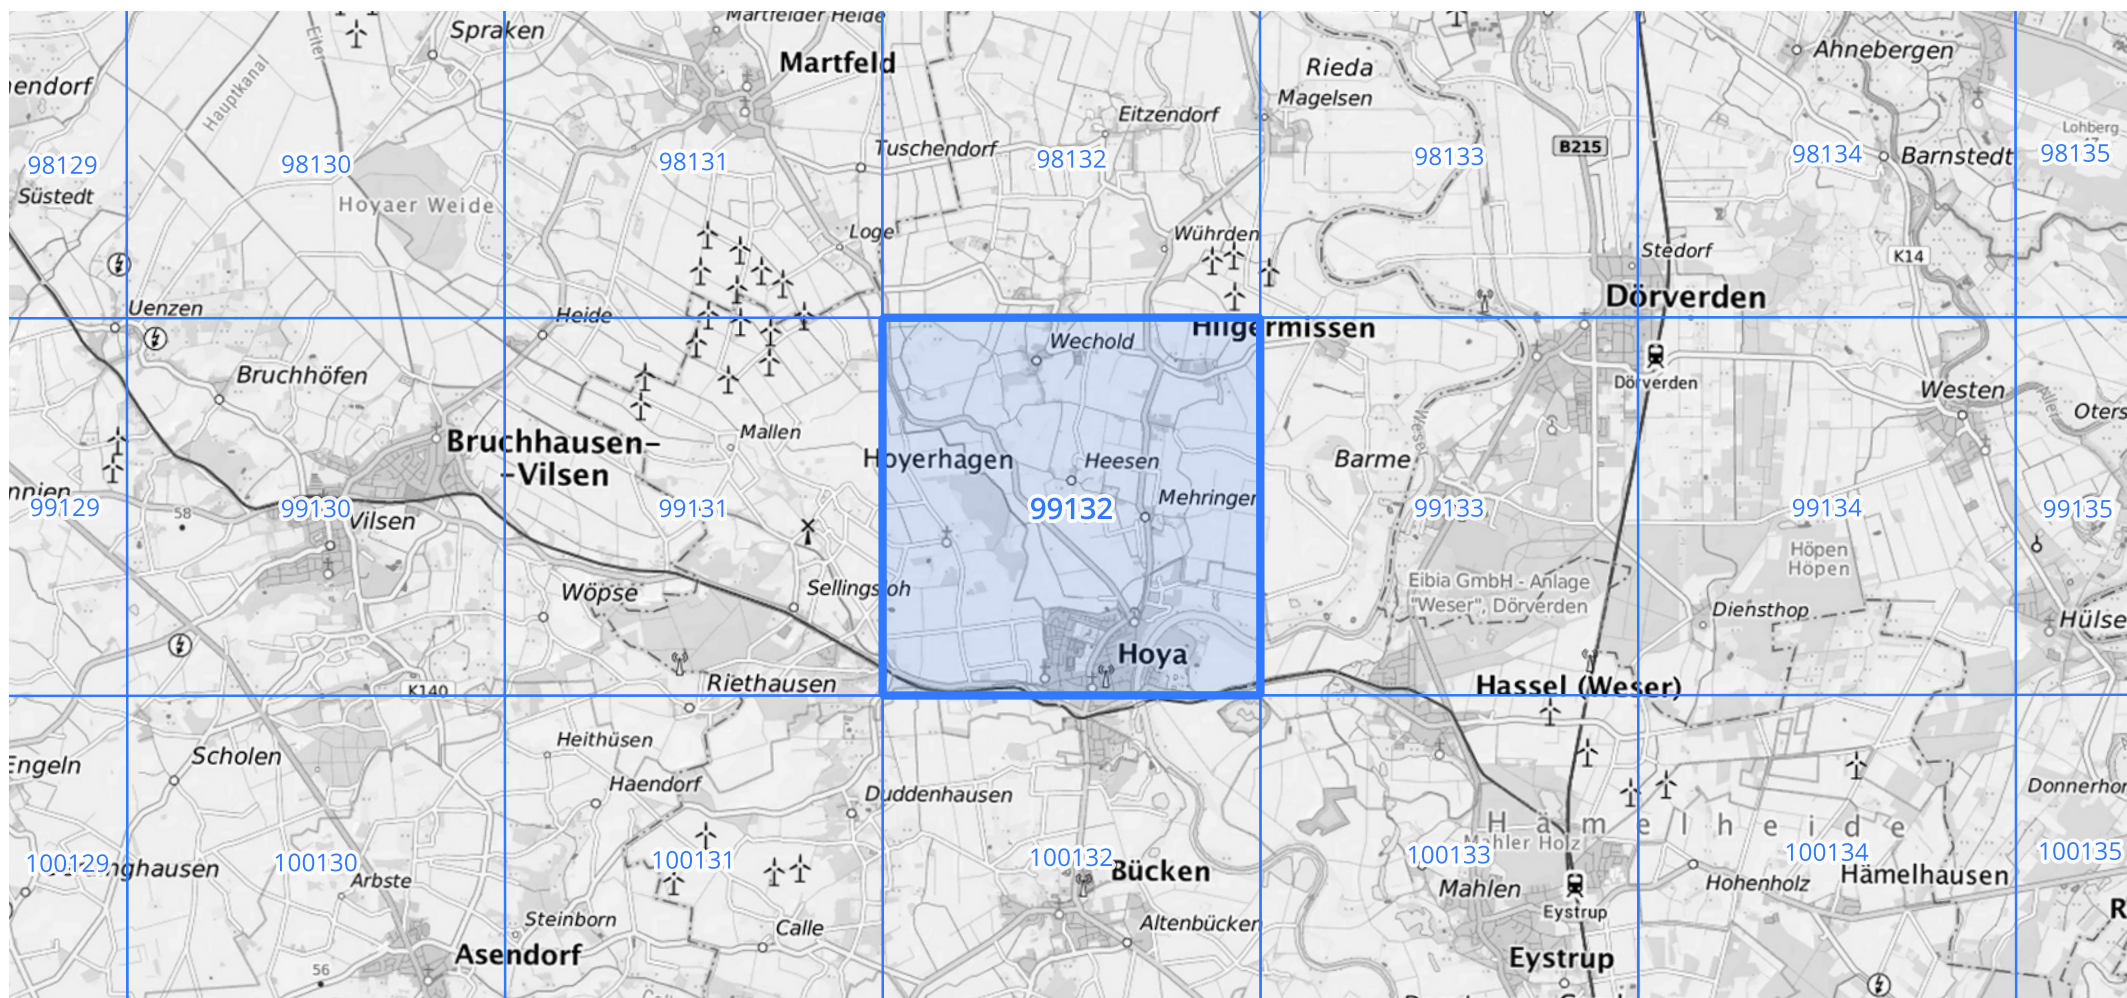 Martfelder Heide
Spraken
Eiter
Ahnebergen
Martfeld
Rieda
Hauptkanal
Magelsen
Eitzendorf
Lohberg
B215
Tuschendorf
98129
98130
98131
98132
98133
98134
Barnstedt
98135
Süstedt
Hoyaer Weide
Loge
Wührden
Stedorf
K14
Uenzen
Heide
Dörverden
Hilgermissen
Wechold
Bruchhöfen
Dörverden
Westen
Aller
Weser
Mallen
Bruchhausen-
-Vilsen
Hoyerhagen
Heesen
Barme
Mehringen
99129
58
99130
Vilsen
99131
99132
99133
99134
99135
Höpen
Höpen
Eibia GmbH - Anlage
"Weser", Dörverden
Wöpse
Sellingsloh
Diensthop
Hoya
K140
Riethausen
Hassel (Weser)
Scholen
Heithüsen
Engeln
Haendorf
Duddenhausen
Hämelheide
Mahler Holz
100129
100130
100131
100132
100133
100134
100135
Arbste
Bücken
Mahlen
Hohenholz
Hämelhausen
Steinborn
Calle
Altenbücken
Eystrup
Asendorf
56
Eystrup